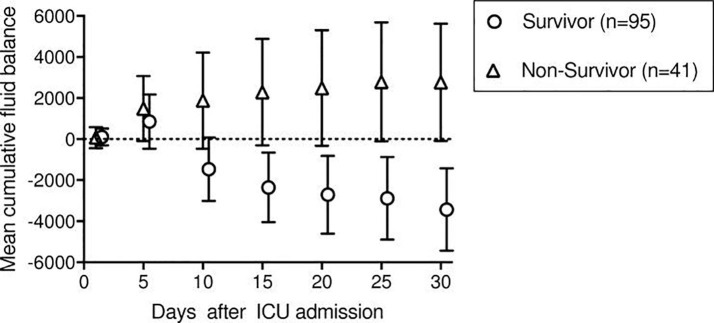 Mean cumulative fluid balance
6000
4000
2000
0
-2000
-4000
-6000
0 5 10 15 20 25 30
Days after ICU admission
Survivor (n=95)
Non-Survivor (n=41)